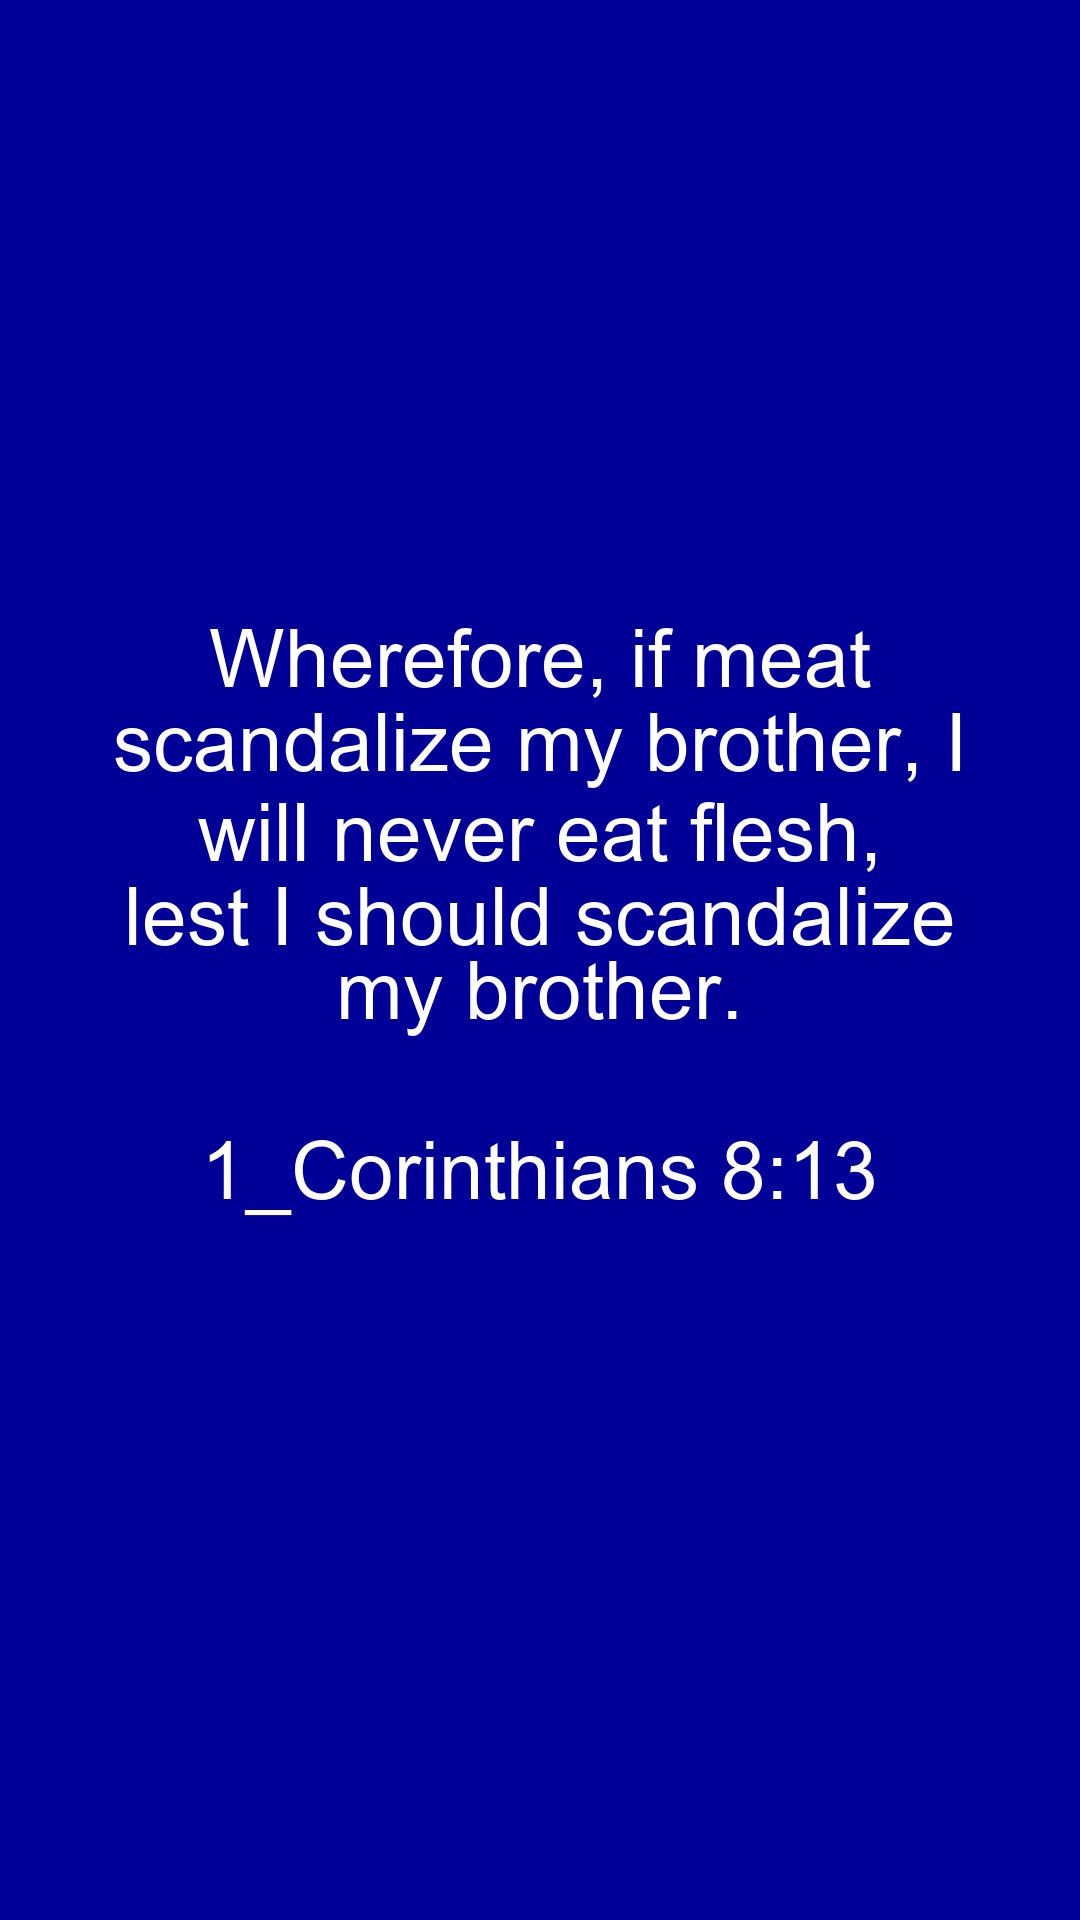 Wherefore, if meat
scandalize my brother, I
will never eat flesh,
lest I should scandalize
my brother.
1_Corinthians 8:13